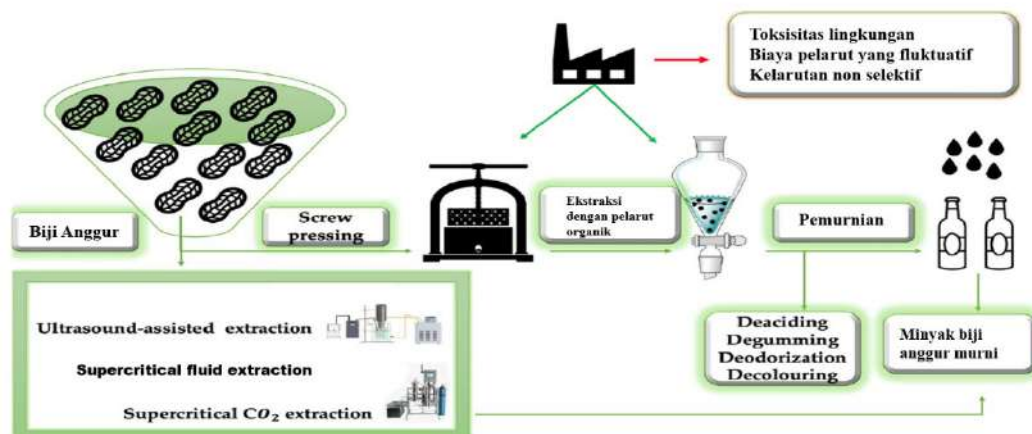 Toksisitas lingkungan
Biaya pelarut yang fluktuatif
Kelarutan non selektif
Biji Anggur
Screw
pressing
Ekstraksi
dengan pelarut
organik
Pemurnian
Ultrasound-assisted extraction
Supercritical fluid extraction
Supercritical CO₂ extraction
Deaciding
Degumming
Deodorization
Decolouring
Minyak biji
anggur murni